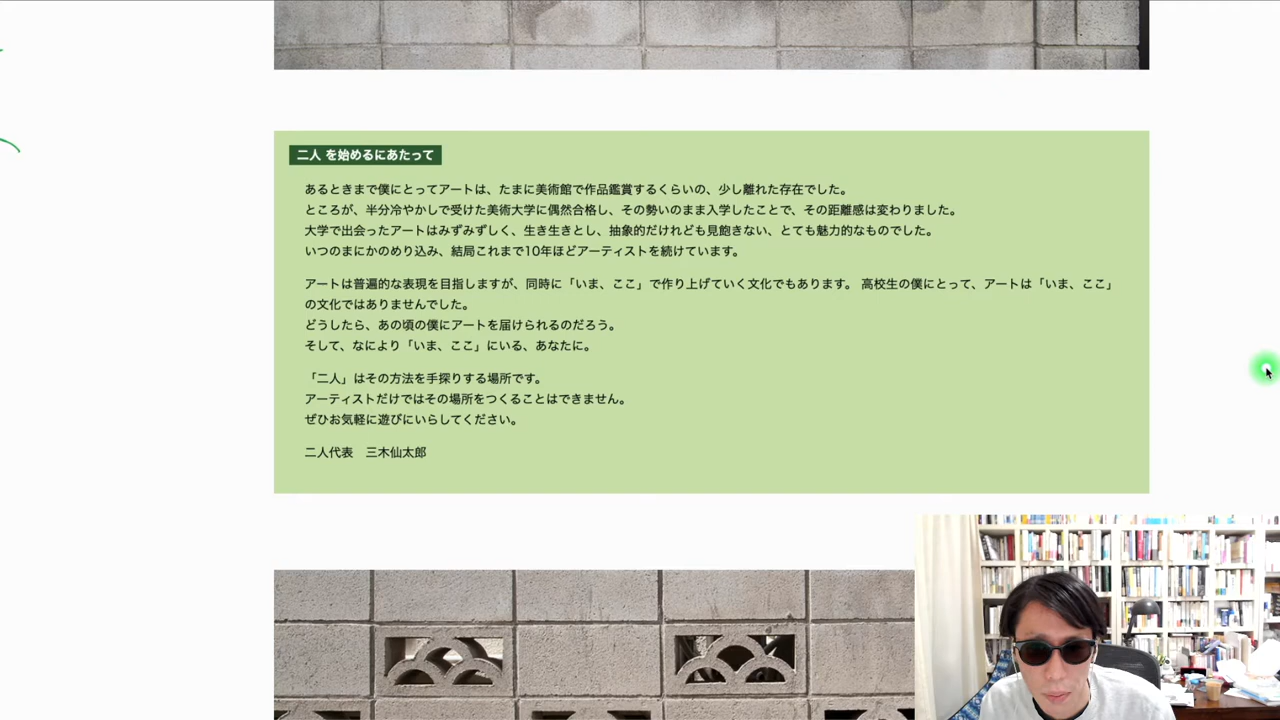 二人 を始めるにあたって
あるときまで僕にとってアートは、たまに美術館で作品鑑賞するくらいの、少し離れた存在でした。
ところが、半分冷やかしで受けた美術大学に偶然合格し、その勢いのまま入学したことで、その距離感は変わりました。
大学で出会ったアートはみずみずしく、生き生きとし、抽象的だけれども見飽きない、とても魅力的なものでした。
いつのまにかのめり込み、結局これまで10年ほどアーティストを続けています。
アートは普遍的な表現を目指しますが、同時に「いま、ここ」で作り上げていく文化でもあります。 高校生の僕にとって、アートは「いま、ここ」
の文化ではありませんでした。
どうしたら、あの頃の僕にアートを届けられるのだろう。
そして、なにより「いま、ここ」にいる、あなたに。
「二人」はその方法を手探りする場所です。
アーティストだけではその場所をつくることはできません。
ぜひお気軽に遊びにいらしてください。
二人代表　三木仙太郎